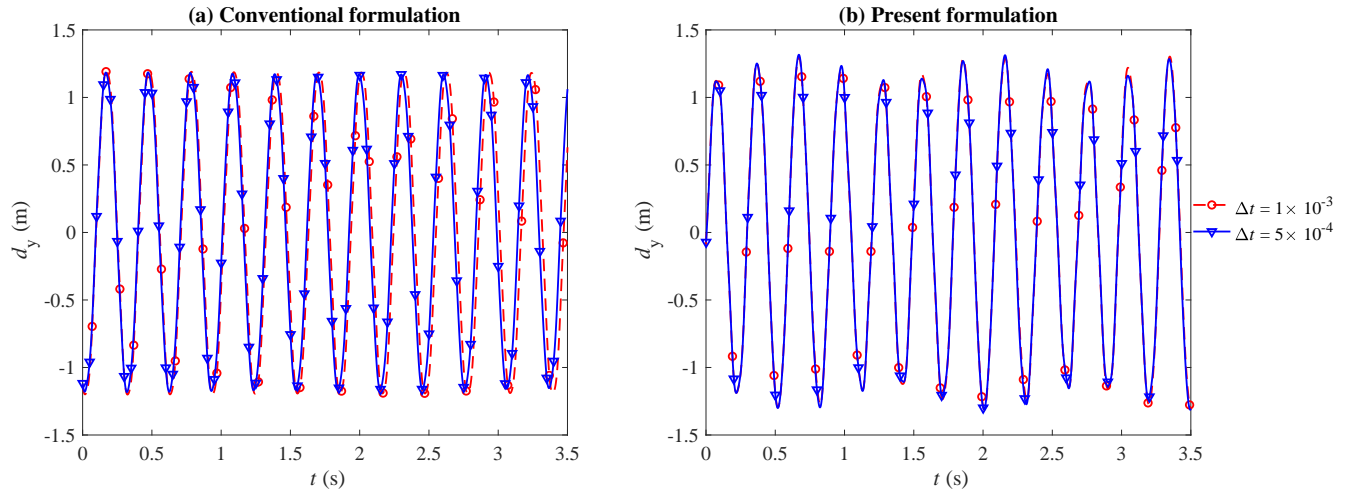 (a) Conventional formulation
1.5
1
0.5
0
-0.5
-1
-1.5
d_y (m)
0 0.5 1 1.5 2 2.5 3 3.5
t (s)
(b) Present formulation
1.5
1
0.5
0
-0.5
-1
-1.5
d_y (m)
0 0.5 1 1.5 2 2.5 3 3.5
t (s)
Δt = 1× 10⁻³
Δt = 5× 10⁻⁴